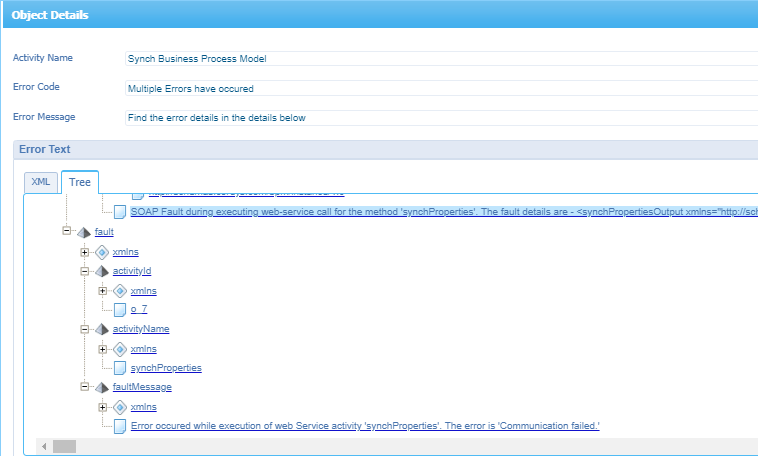 Object Details
Activity Name Synch Business Process Model
Error Code Multiple Errors have occured
Error Message Find the error details in the details below
Error Text
XML Tree
SOAP Fault during executing web-service call for the method 'synchProperties'. The fault details are - <synchPropertiesOutput xmlns="http://sch
fault
xmlns
activityId
xmlns
o_7
activityName
xmlns
synchProperties
faultMessage
xmlns
Error occured while execution of web Service activity 'synchProperties'. The error is 'Communication failed.'